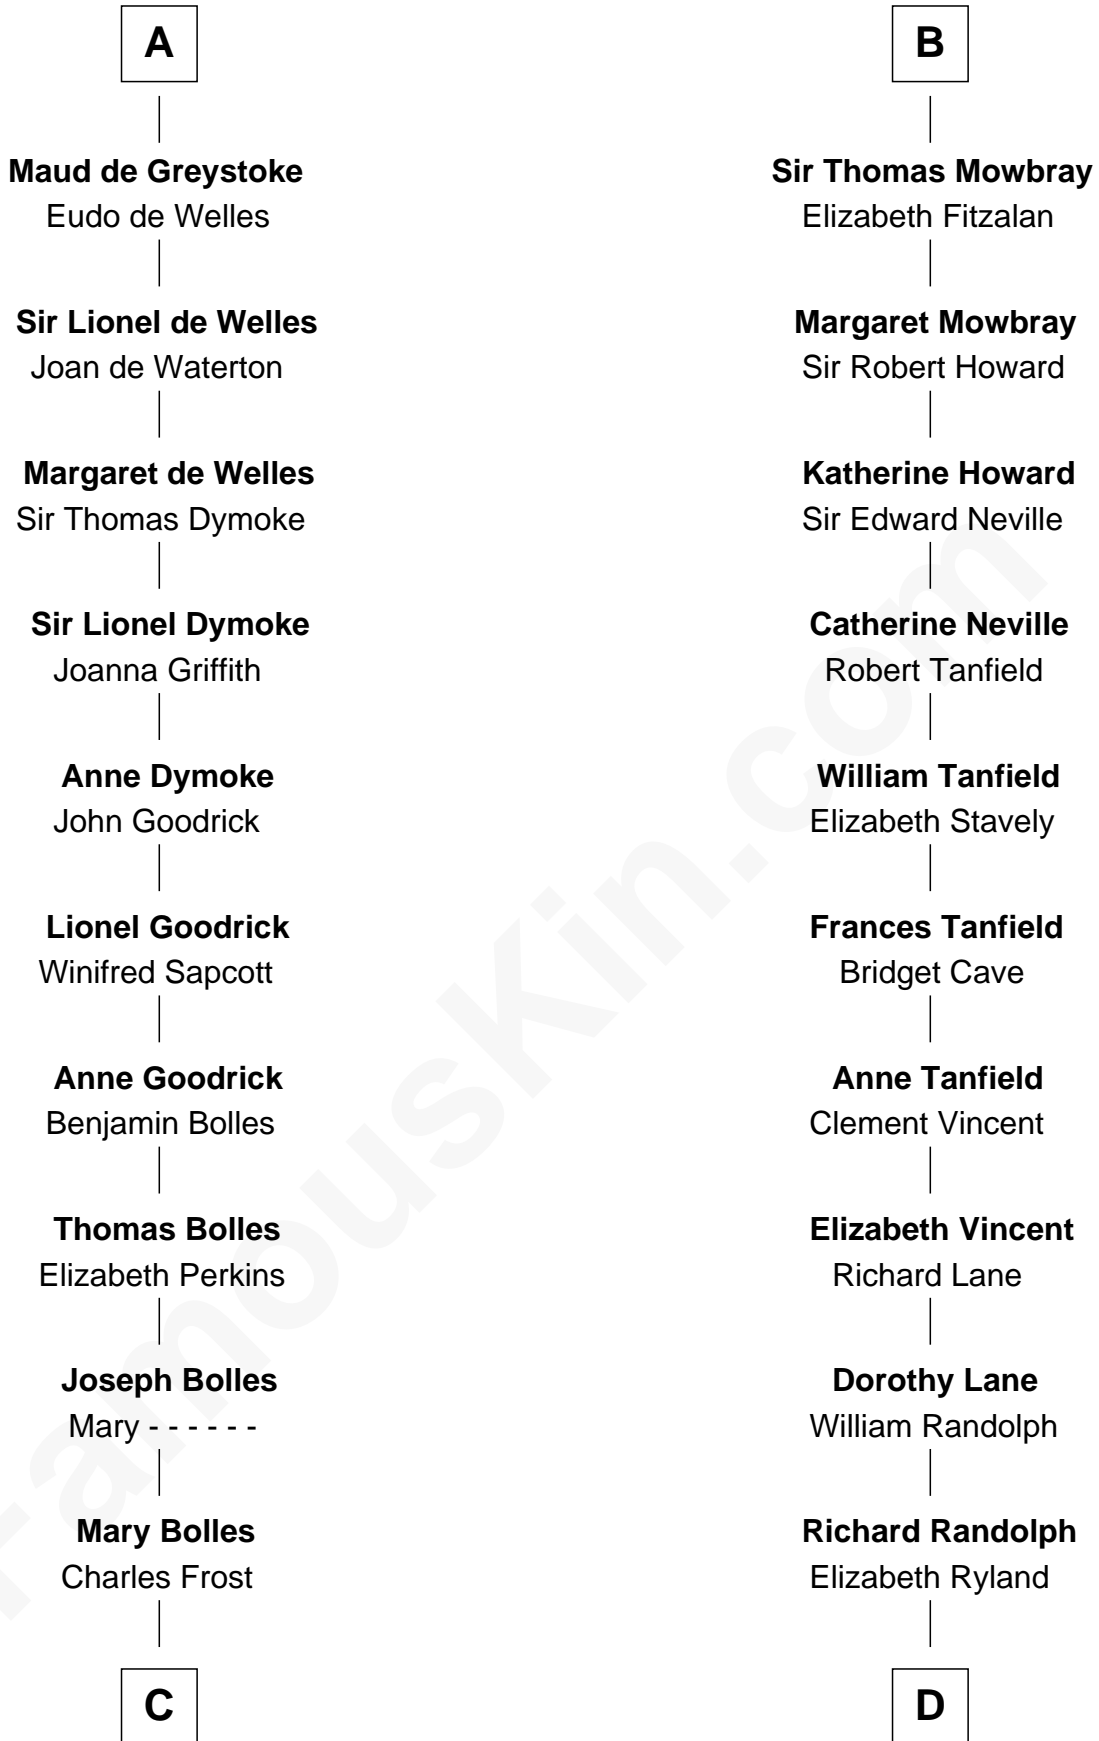 A
Maud de Greystoke
Eudo de Welles
Sir Lionel de Welles
Joan de Waterton
Margaret de Welles
Sir Thomas Dymoke
Sir Lionel Dymoke
Joanna Griffith
Anne Dymoke
John Goodrick
Lionel Goodrick
Winifred Sapcott
Anne Goodrick
Benjamin Bolles
Thomas Bolles
Elizabeth Perkins
Joseph Bolles
Mary - - - - - -
Mary Bolles
Charles Frost
C
B
Sir Thomas Mowbray
Elizabeth Fitzalan
Margaret Mowbray
Sir Robert Howard
Katherine Howard
Sir Edward Neville
Catherine Neville
Robert Tanfield
William Tanfield
Elizabeth Stavely
Frances Tanfield
Bridget Cave
Anne Tanfield
Clement Vincent
Elizabeth Vincent
Richard Lane
Dorothy Lane
William Randolph
Richard Randolph
Elizabeth Ryland
D
FamousKin.com